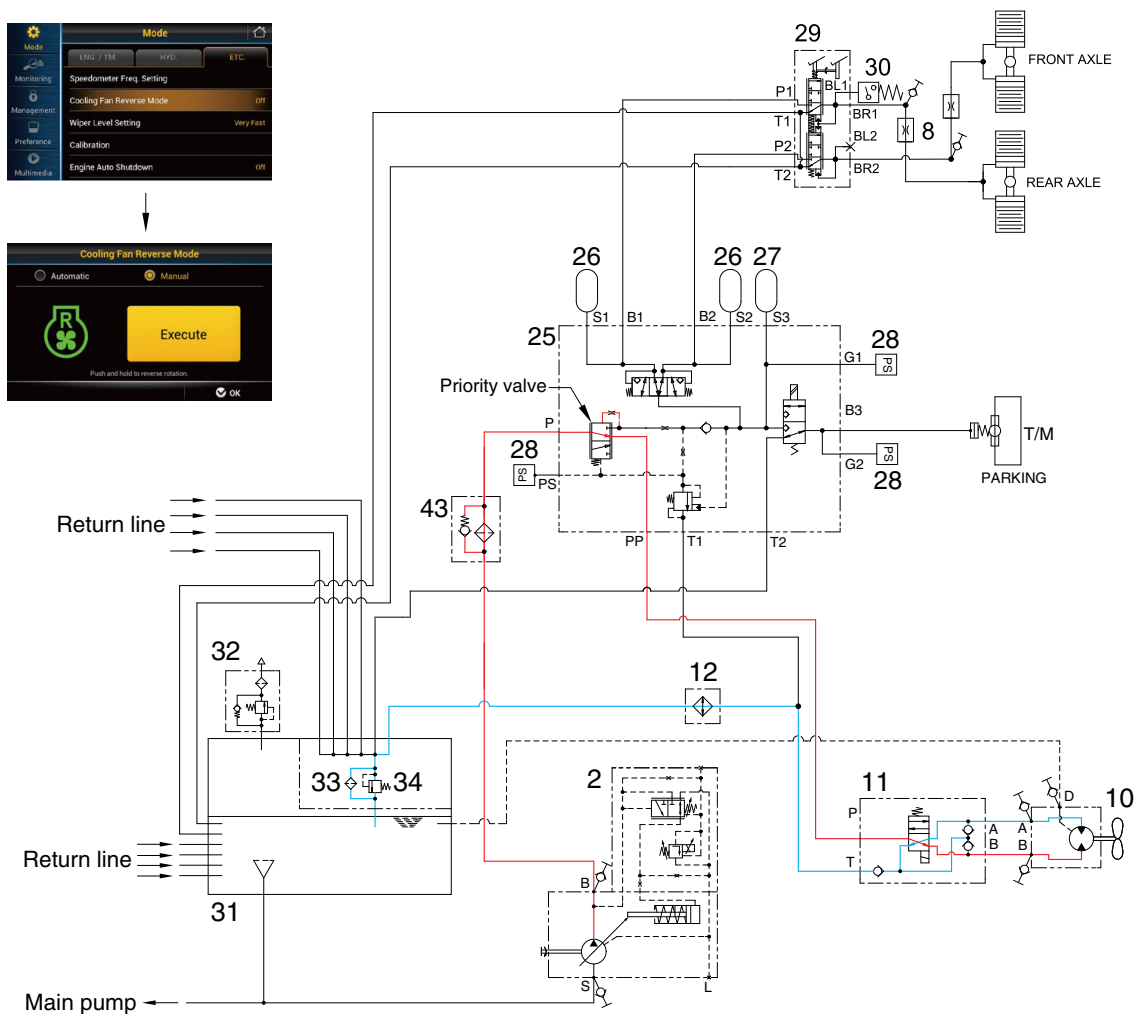 Mode
Mode
ENG. / TM.
HYD.
ETC.
Monitoring
Speedometer Freq. Setting
Cooling Fan Reverse Mode
Off
Management
Wiper Level Setting
Very Fast
Preference
Calibration
Multimedia
Engine Auto Shutdown
Off
Cooling Fan Reverse Mode
Automatic
Manual
R
Execute
Push and hold to reverse rotation.
OK
29
30
BL1
P1
BR1
T1
BL2
P2
BR2
T2
8
FRONT AXLE
REAR AXLE
26
26
27
S1
B1
B2
S2
S3
25
G1
28
PS
Priority valve
P
B3
T/M
28
PS
PS
G2
PS
28
PARKING
43
Return line
PP
T1
T2
32
12
33
34
2
11
D
10
P
A
A
B
B
T
Return line
31
B
S
L
Main pump